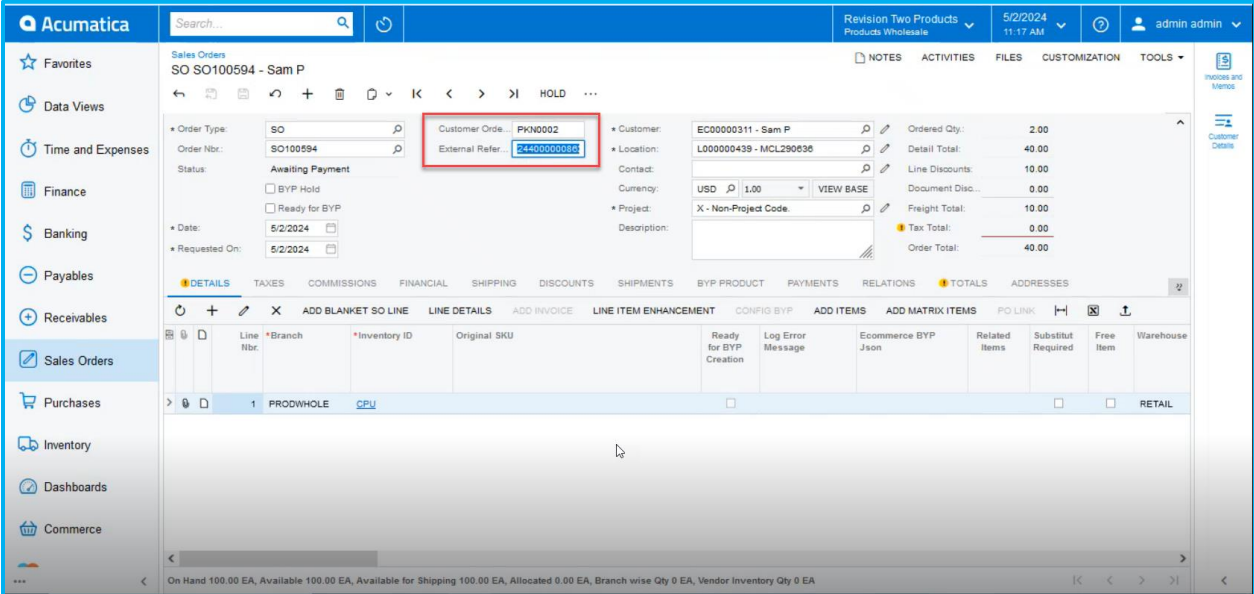 Acumatica
Search...
Revision Two Products
Products Wholesale
5/2/2024
11:17 AM
admin admin
Favorites
Data Views
Time and Expenses
Finance
Banking
Payables
Receivables
Sales Orders
Purchases
Inventory
Dashboards
Commerce
Sales Orders
SO SO100594 - Sam P
NOTES ACTIVITIES FILES CUSTOMIZATION TOOLS
HOLD
Order Type: SO
Order Nbr.: SO100594
Status: Awaiting Payment
BYP Hold
Ready for BYP
* Date: 5/2/2024
* Requested On: 5/2/2024
Customer Orde... PKN0002
External Refer...
* Customer: EC00000311 - Sam P
* Location: L000000439 - MCL290636
Contact:
Currency: USD 1.00 VIEW BASE
* Project: X - Non-Project Code.
Description:
Ordered Qty.: 2.00
Detail Total: 40.00
Line Discounts: 10.00
Document Disc... 0.00
Freight Total: 10.00
Tax Total: 0.00
Order Total: 40.00
DETAILS TAXES COMMISSIONS FINANCIAL SHIPPING DISCOUNTS SHIPMENTS BYP PRODUCT PAYMENTS RELATIONS TOTALS ADDRESSES
ADD BLANKET SO LINE LINE DETAILS ADD INVOICE LINE ITEM ENHANCEMENT CONFIG BYP ADD ITEMS ADD MATRIX ITEMS PO LINK
Line Nbr.
*Branch
*Inventory ID
Original SKU
Ready for BYP Creation
Log Error Message
Ecommerce BYP Json
Related Items
Substitut Required
Free Item
Warehouse
1 PRODWHOLE CPU RETAIL
On Hand 100.00 EA, Available 100.00 EA, Available for Shipping 100.00 EA, Allocated 0.00 EA, Branch wise Qty 0 EA, Vendor Inventory Qty 0 EA
Invoices and
Memos
Customer
Details